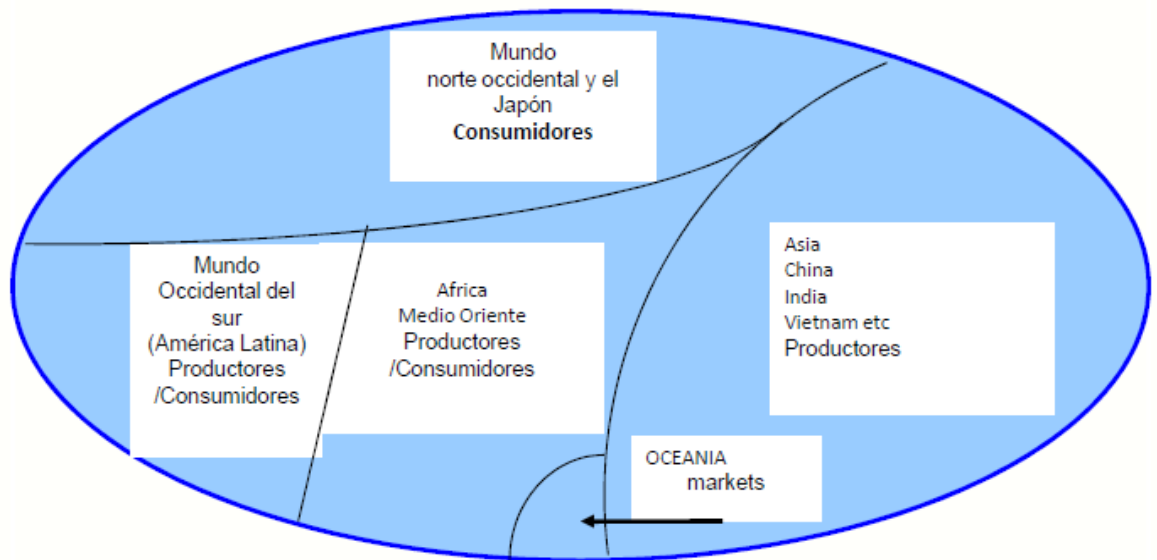 Mundo
norte occidental y el
Japón
Consumidores
Mundo
Occidental del
sur
(América Latina)
Productores
/Consumidores
Africa
Medio Oriente
Productores
/Consumidores
Asia
China
India
Vietnam etc
Productores
OCEANIA
markets